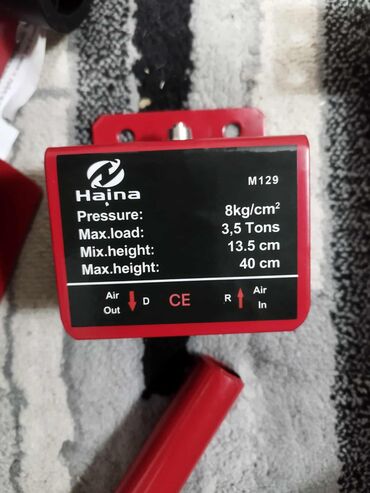 M129
Haina
Pressure: 8kg/cm²
Max.load: 3,5 Tons
Mix.height: 13.5 cm
Max.height: 40 cm
Air Out D CE R Air In